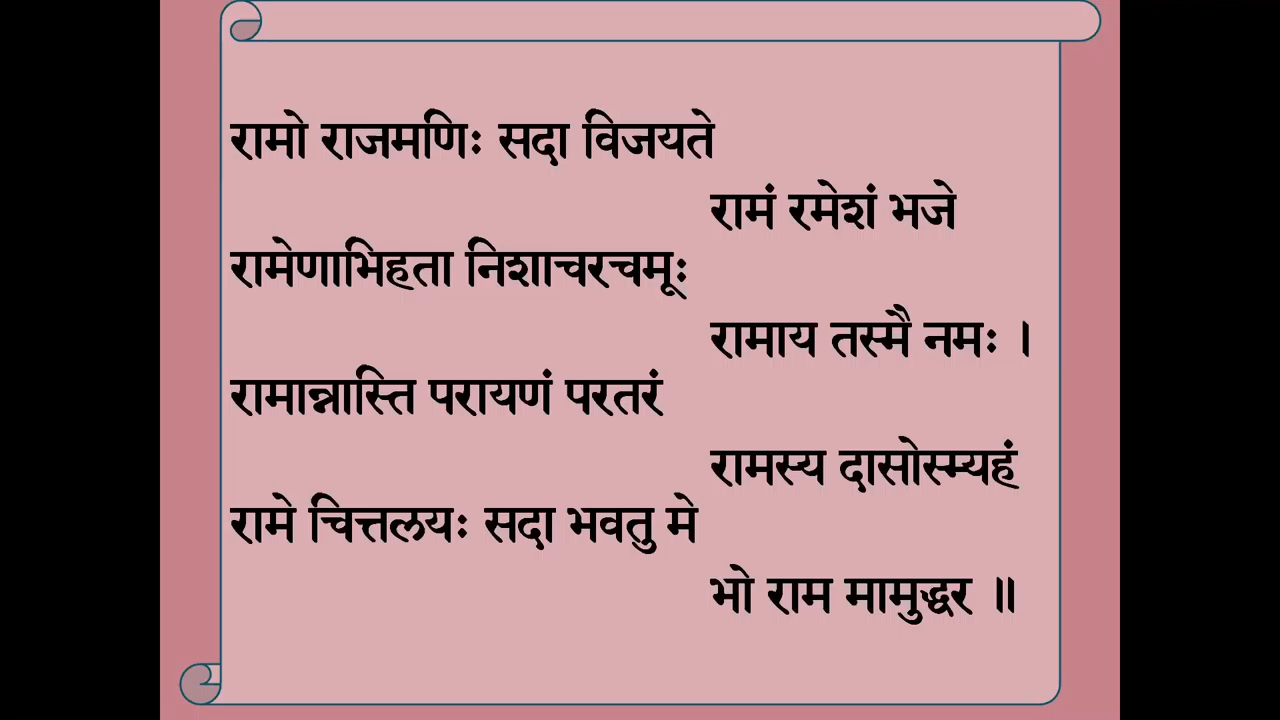 रामो राजमणिः सदा विजयते
रामं रमेशं भजे
रामेणाभिहता निशाचरचमूः
रामाय तस्मै नमः ।
रामान्नास्ति परायणं परतरं
रामस्य दासोस्म्यहं
रामे चित्तलयः सदा भवतु मे
भो राम मामुद्धर ॥